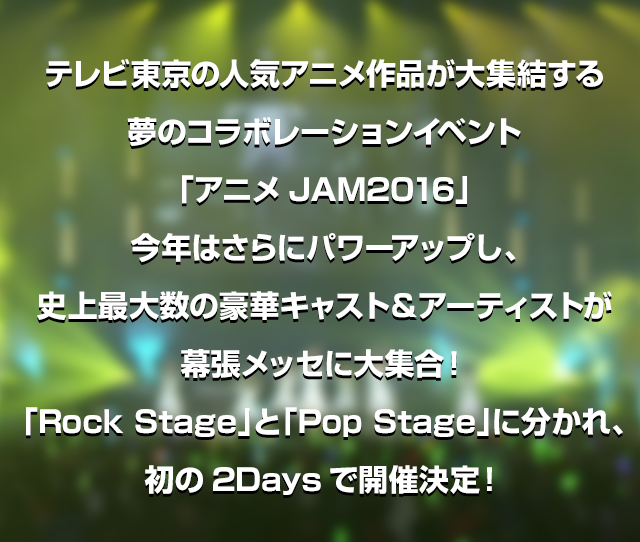 テレビ東京の人気アニメ作品が大集結する
夢のコラボレーションイベント
「アニメ JAM2016」
今年はさらにパワーアップし、
史上最大数の豪華キャスト&アーティストが
幕張メッセに大集合！
「Rock Stage」と「Pop Stage」に分かれ、
初の 2Days で開催決定！